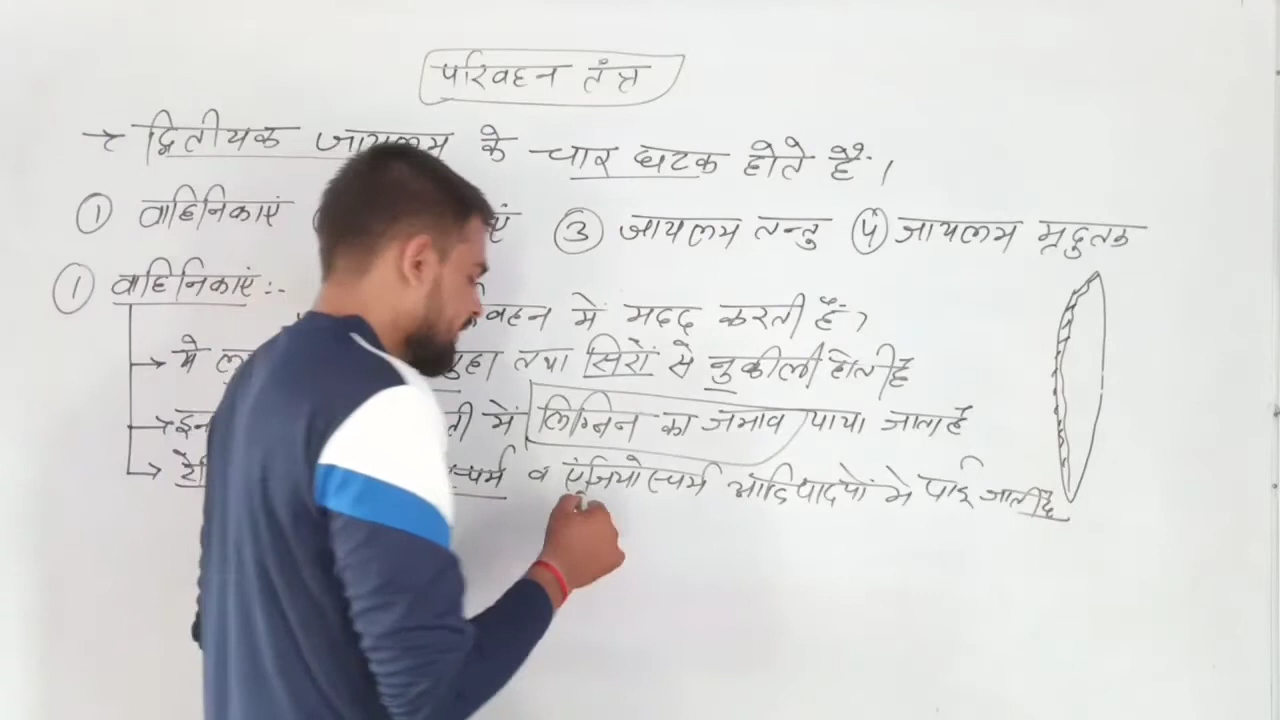 परिवहन तंत्र
→ द्वितीयक जायलम के चार घटक होते हैं।
① वाहिनिकाएं ③ जायलम तन्तु ④ जायलम मृदुतक
① वाहिनिकाएं :- वहन में मदद करती हैं
→ ये तथा सिरों से नुकीली होती है
→ में लिग्निन का जमाव पाया जाता है
→ स्पर्म व एंजियोस्पर्म आदि पादपों में पाई जाती है